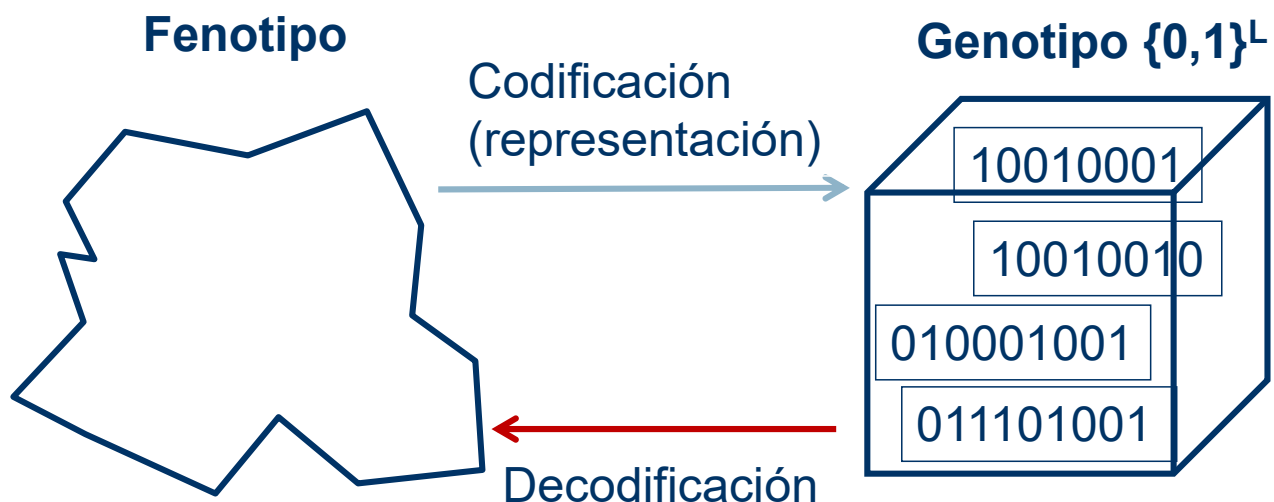 Fenotipo
Genotipo {0,1}ᴸ
Codificación
(representación)
10010001
10010010
010001001
011101001
Decodificación